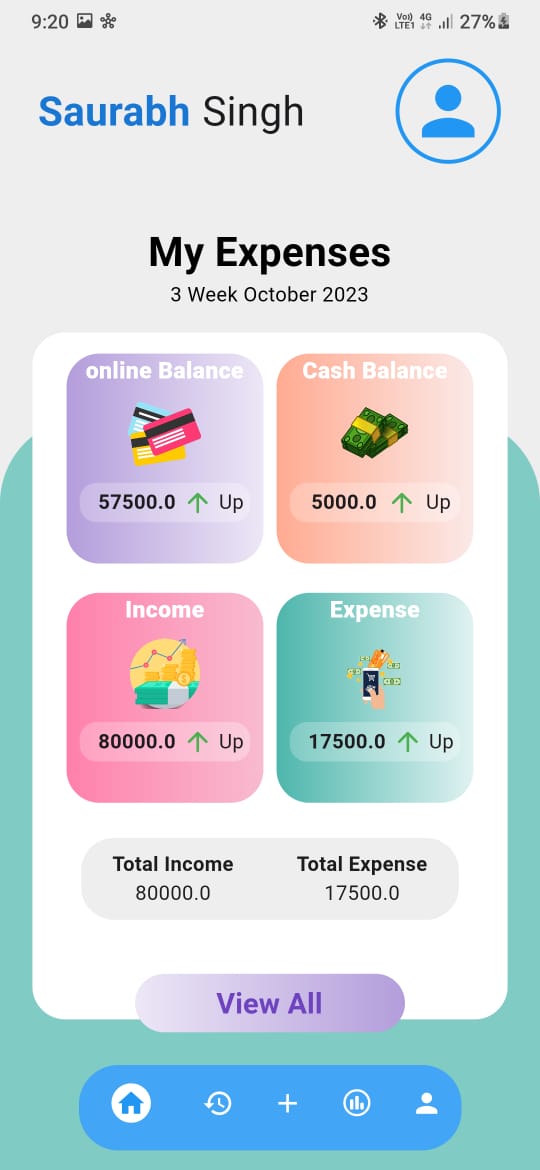 9:20 Vo) 4G LTE1 27%
Saurabh Singh
My Expenses
3 Week October 2023
online Balance
57500.0 Up
Cash Balance
5000.0 Up
Income
80000.0 Up
Expense
17500.0 Up
Total Income
80000.0
Total Expense
17500.0
View All